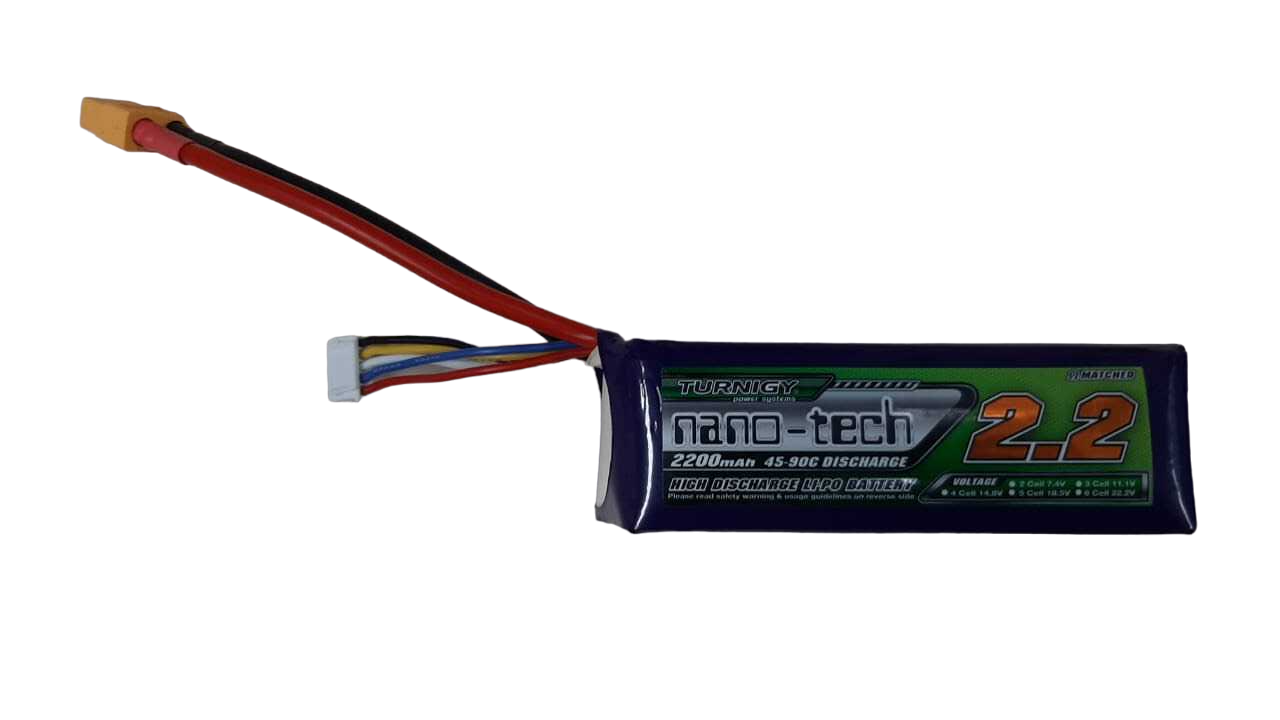 TURNIGY
power systems
MATCHED
nano-tech
2.2
2200mAh 45-90C DISCHARGE
HIGH DISCHARGE LI-PO BATTERY
Please read safety warning & usage guidelines on reverse side
VOLTAGE 2 Cell 7.4V 3 Cell 11.1V
4 Cell 14.8V 5 Cell 18.5V 6 Cell 22.2V